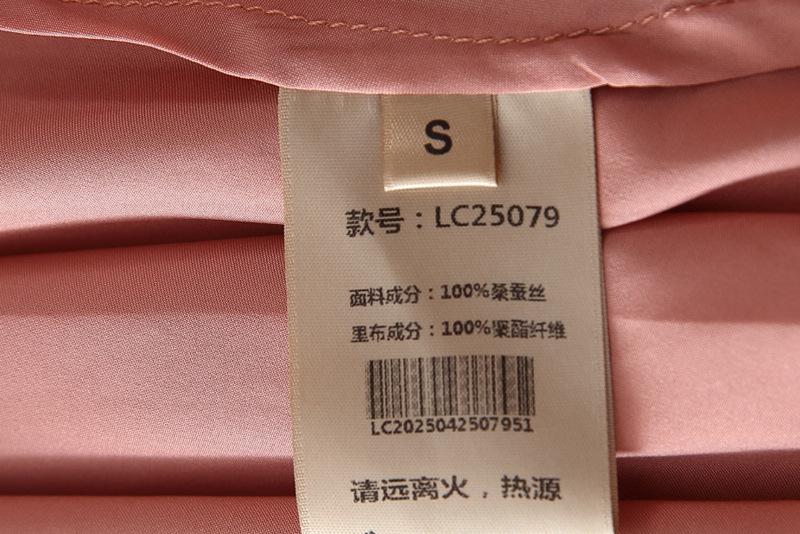 S
款号：LC25079
面料成分：100%桑蚕丝
里布成分：100%聚酯纤维
LC2025042507951
请远离火，热源